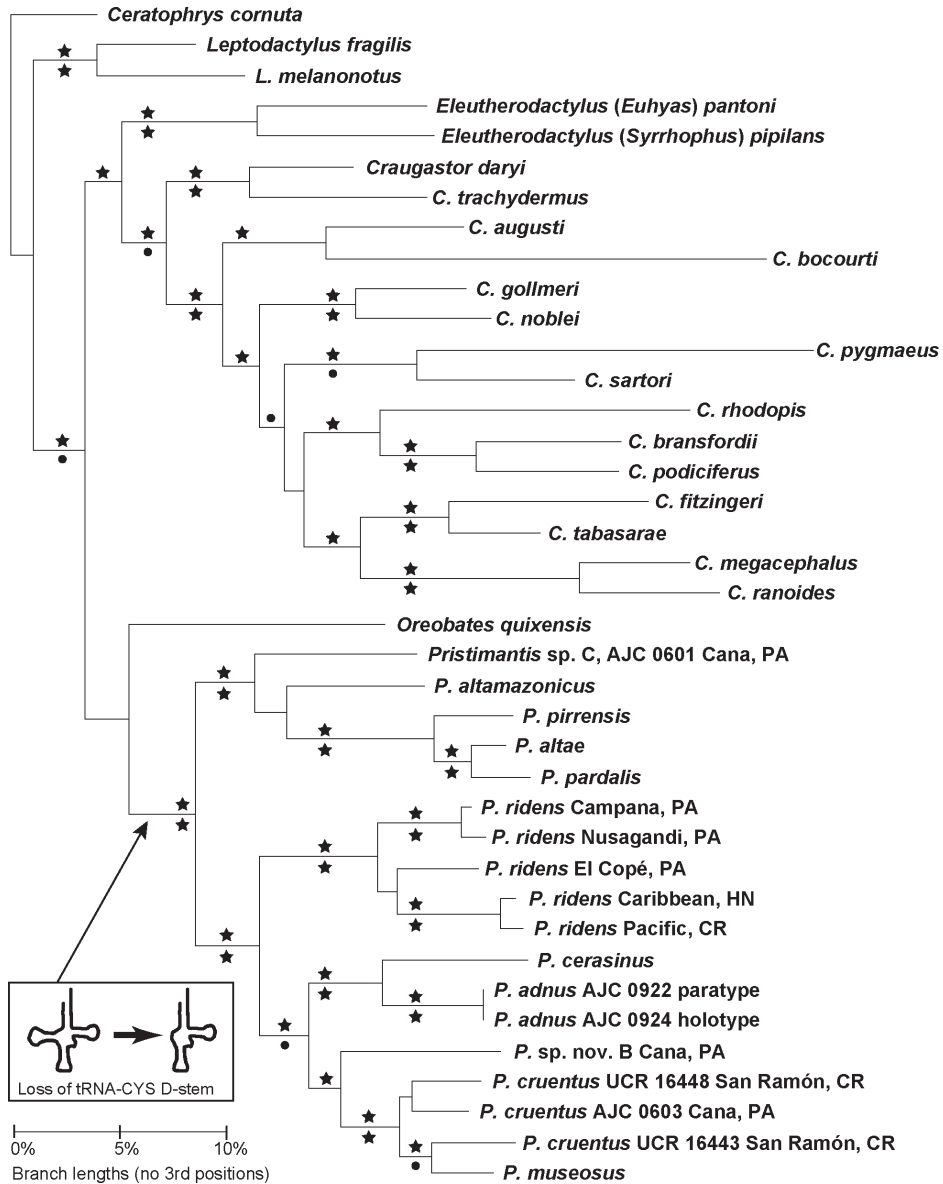 Ceratophrys cornuta
Leptodactylus fragilis
L. melanonotus
Eleutherodactylus (Euhyas) pantoni
Eleutherodactylus (Syrrhophus) pipilans
Craugastor daryi
C. trachydermus
C. augusti
C. bocourti
C. gollmeri
C. noblei
C. pygmaeus
C. sartori
C. rhodopis
C. bransfordii
C. podiciferus
C. fitzingeri
C. tabasarae
C. megacephalus
C. ranoides
Oreobates quixensis
Pristimantis sp. C, AJC 0601 Cana, PA
P. altamazonicus
P. pirrensis
P. altae
P. pardalis
P. ridens Campana, PA
P. ridens Nusagandi, PA
P. ridens El Copé, PA
P. ridens Caribbean, HN
P. ridens Pacific, CR
P. cerasinus
P. adnus AJC 0922 paratype
P. adnus AJC 0924 holotype
P. sp. nov. B Cana, PA
P. cruentus UCR 16448 San Ramón, CR
P. cruentus AJC 0603 Cana, PA
P. cruentus UCR 16443 San Ramón, CR
P. museosus
Loss of tRNA-CYS D-stem
0% 5% 10%
Branch lengths (no 3rd positions)